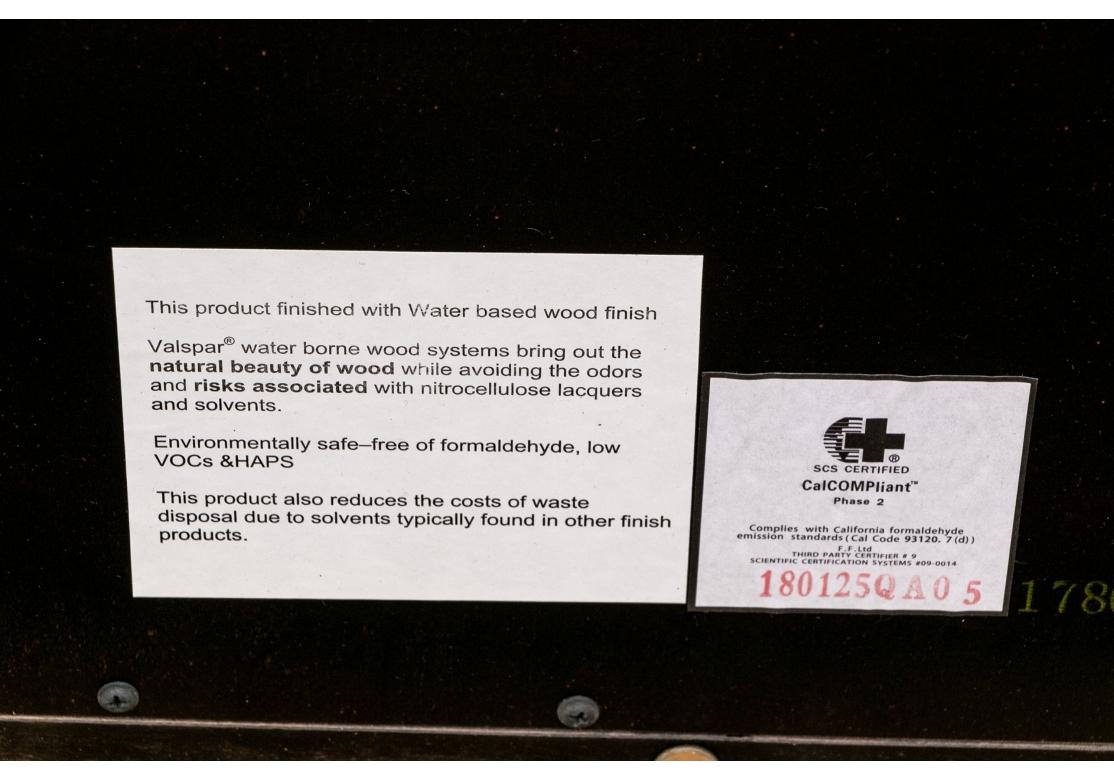 This product finished with Water based wood finish
Valspar® water borne wood systems bring out the
natural beauty of wood while avoiding the odors
and risks associated with nitrocellulose lacquers
and solvents.
Environmentally safe–free of formaldehyde, low
VOCs &HAPS
This product also reduces the costs of waste
disposal due to solvents typically found in other finish
products.
®
SCS CERTIFIED
CalCOMPliant™
Phase 2
Complies with California formaldehyde
emission standards(Cal Code 93120. 7(d))
F.F.Ltd
THIRD PARTY CERTIFIER # 9
SCIENTIFIC CERTIFICATION SYSTEMS #09-0014
180125QA05